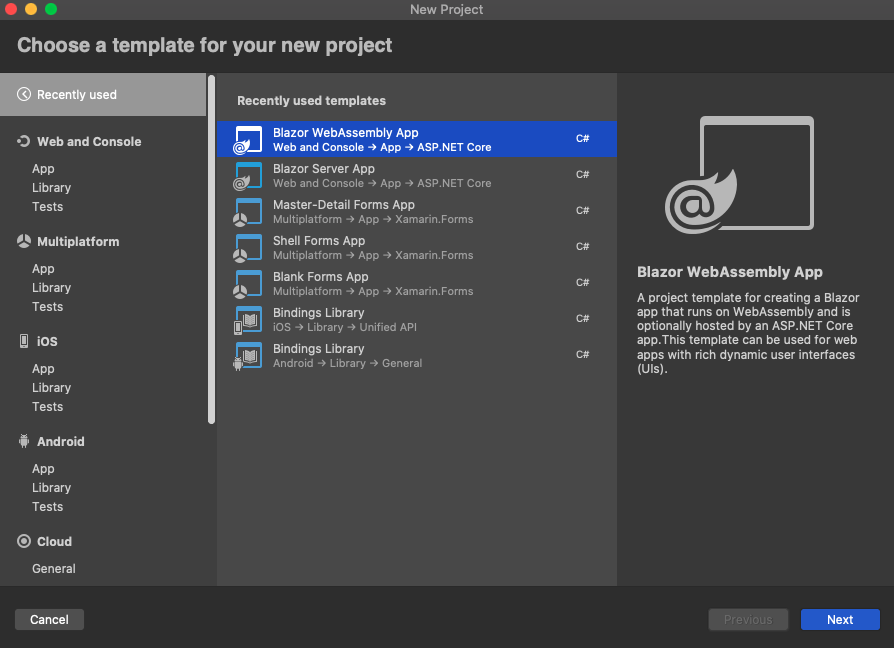 New Project
Choose a template for your new project
Recently used
Web and Console
App
Library
Tests
Multiplatform
App
Library
Tests
iOS
App
Library
Tests
Android
App
Library
Tests
Cloud
General
Recently used templates
Blazor WebAssembly App
Web and Console → App → ASP.NET Core
C#
Blazor Server App
Web and Console → App → ASP.NET Core
C#
Master-Detail Forms App
Multiplatform → App → Xamarin.Forms
C#
Shell Forms App
Multiplatform → App → Xamarin.Forms
C#
Blank Forms App
Multiplatform → App → Xamarin.Forms
C#
Bindings Library
iOS → Library → Unified API
C#
Bindings Library
Android → Library → General
C#
Blazor WebAssembly App
A project template for creating a Blazor
app that runs on WebAssembly and is
optionally hosted by an ASP.NET Core
app.This template can be used for web
apps with rich dynamic user interfaces
(UIs).
Cancel
Previous
Next